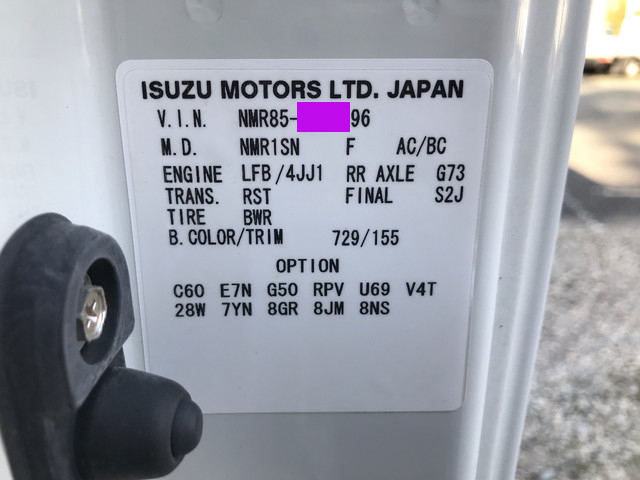 ISUZU MOTORS LTD. JAPAN
V.I.N. NMR85- 96
M.D. NMR1SN F AC/BC
ENGINE LFB/4JJ1 RR AXLE G73
TRANS. RST FINAL S2J
TIRE BWR
B.COLOR/TRIM 729/155
OPTION
C60 E7N G50 RPV U69 V4T
28W 7YN 8GR 8JM 8NS